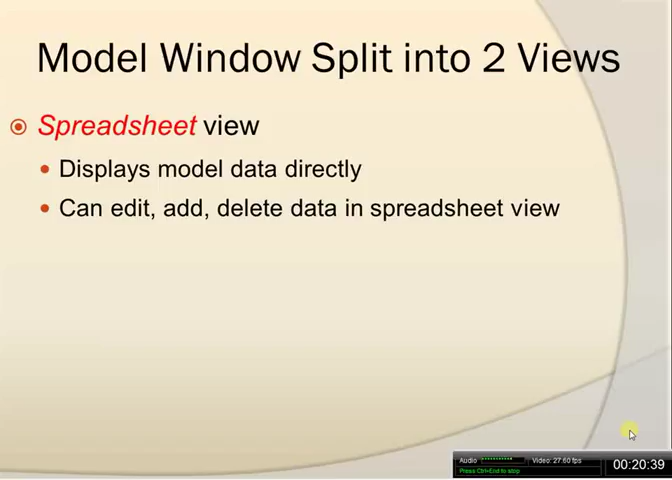 Model Window Split into 2 Views
Spreadsheet view
Displays model data directly
Can edit, add, delete data in spreadsheet view
Audio Video: 27.60 fps
Press Ctrl+End to stop
00:20:39